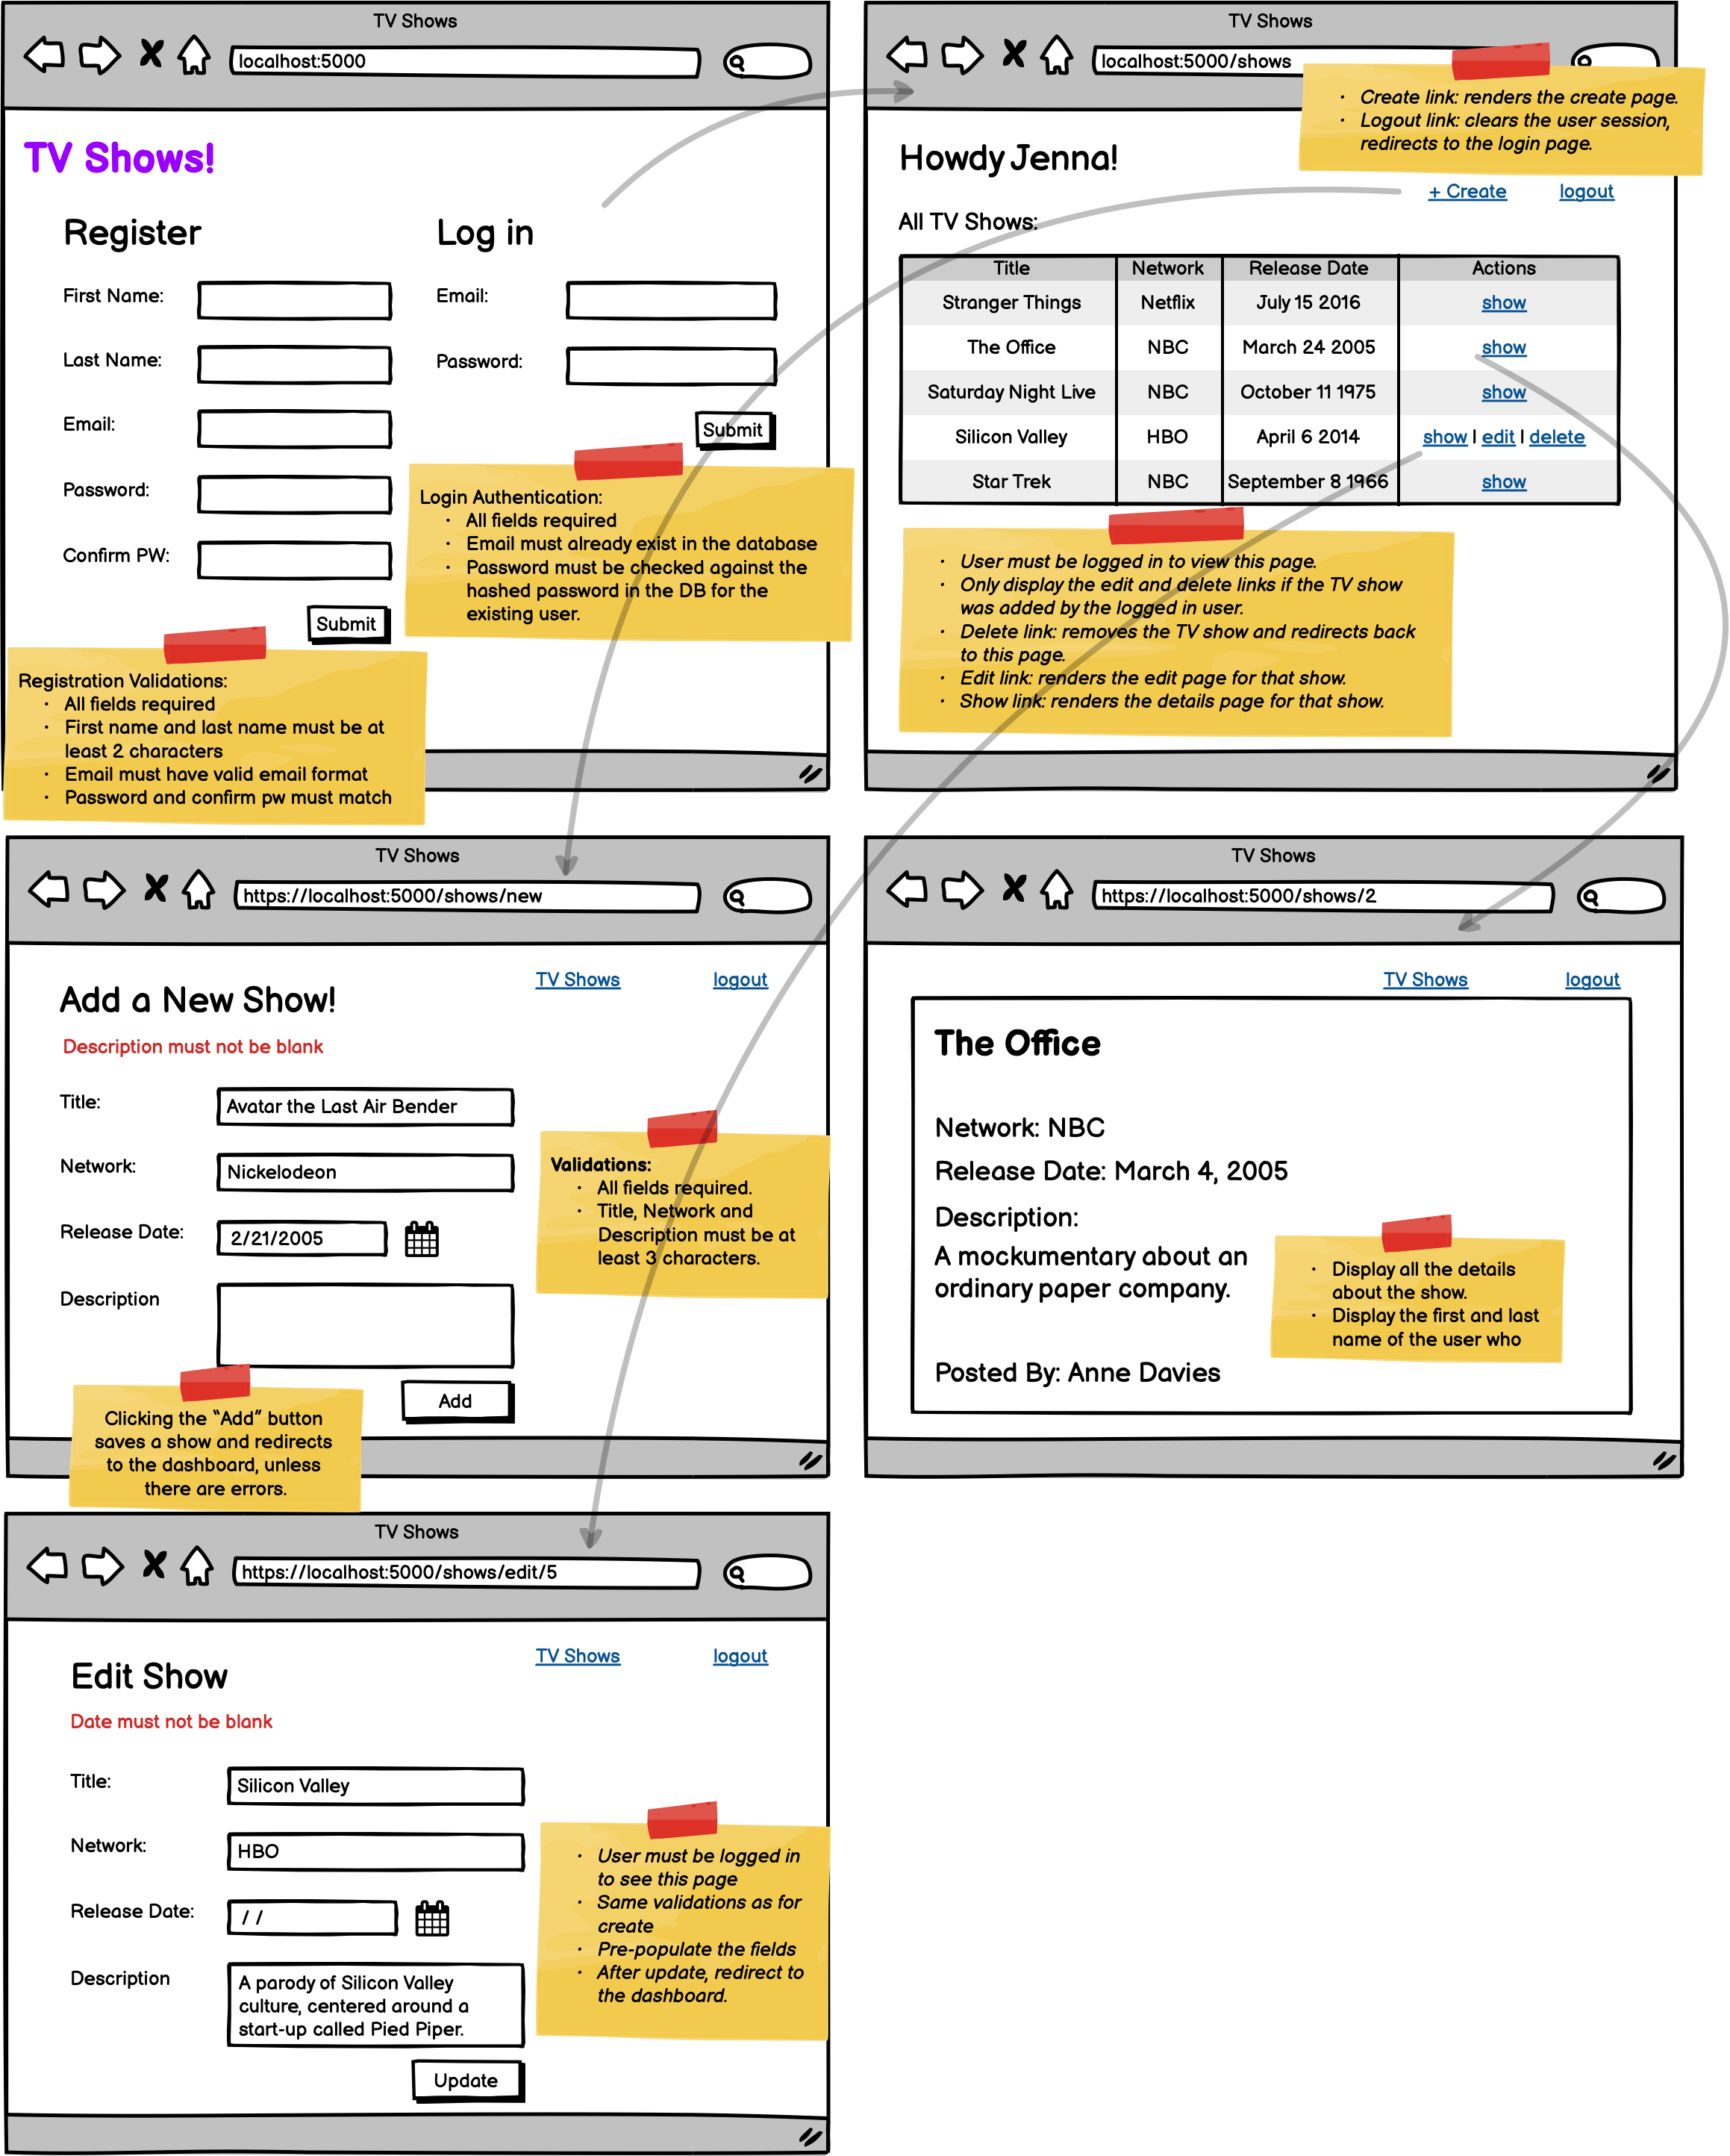 TV Shows
localhost:5000
TV Shows!
Register
Log in
First Name:
Last Name:
Email:
Password:
Confirm PW:
Submit
Email:
Password:
Submit
Login Authentication:
· All fields required
· Email must already exist in the database
· Password must be checked against the
hashed password in the DB for the
existing user.
Registration Validations:
· All fields required
· First name and last name must be at
least 2 characters
· Email must have valid email format
· Password and confirm pw must match
TV Shows
localhost:5000/shows
· Create link: renders the create page.
· Logout link: clears the user session,
redirects to the login page.
Howdy Jenna!
+ Create logout
All TV Shows:
Title Network Release Date Actions
Stranger Things Netflix July 15 2016 show
The Office NBC March 24 2005 show
Saturday Night Live NBC October 11 1975 show
Silicon Valley HBO April 6 2014 show | edit | delete
Star Trek NBC September 8 1966 show
· User must be logged in to view this page.
· Only display the edit and delete links if the TV show
was added by the logged in user.
· Delete link: removes the TV show and redirects back
to this page.
· Edit link: renders the edit page for that show.
· Show link: renders the details page for that show.
TV Shows
https://localhost:5000/shows/new
TV Shows logout
Add a New Show!
Description must not be blank
Title: Avatar the Last Air Bender
Network: Nickelodeon
Release Date: 2/21/2005
Description
Add
Validations:
· All fields required.
· Title, Network and
Description must be at
least 3 characters.
Clicking the “Add” button
saves a show and redirects
to the dashboard, unless
there are errors.
TV Shows
https://localhost:5000/shows/2
TV Shows logout
The Office
Network: NBC
Release Date: March 4, 2005
Description:
A mockumentary about an
ordinary paper company.
Posted By: Anne Davies
· Display all the details
about the show.
· Display the first and last
name of the user who
TV Shows
https://localhost:5000/shows/edit/5
TV Shows logout
Edit Show
Date must not be blank
Title: Silicon Valley
Network: HBO
Release Date: / /
Description
A parody of Silicon Valley
culture, centered around a
start-up called Pied Piper.
Update
· User must be logged in
to see this page
· Same validations as for
create
· Pre-populate the fields
· After update, redirect to
the dashboard.